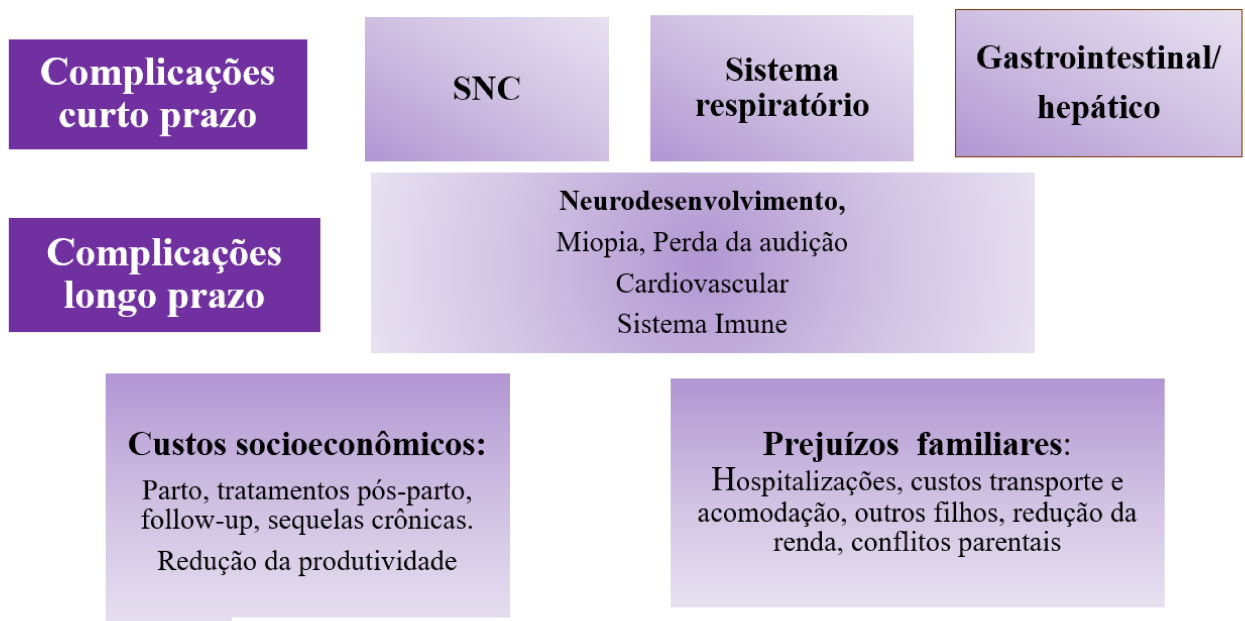 Complicações
curto prazo
SNC
Sistema
respiratório
Gastrointestinal/
hepático
Complicações
longo prazo
Neurodesenvolvimento,
Miopia, Perda da audição
Cardiovascular
Sistema Imune
Custos socioeconômicos:
Parto, tratamentos pós-parto,
follow-up, sequelas crônicas.
Redução da produtividade
Prejuízos familiares:
Hospitalizações, custos transporte e
acomodação, outros filhos, redução da
renda, conflitos parentais